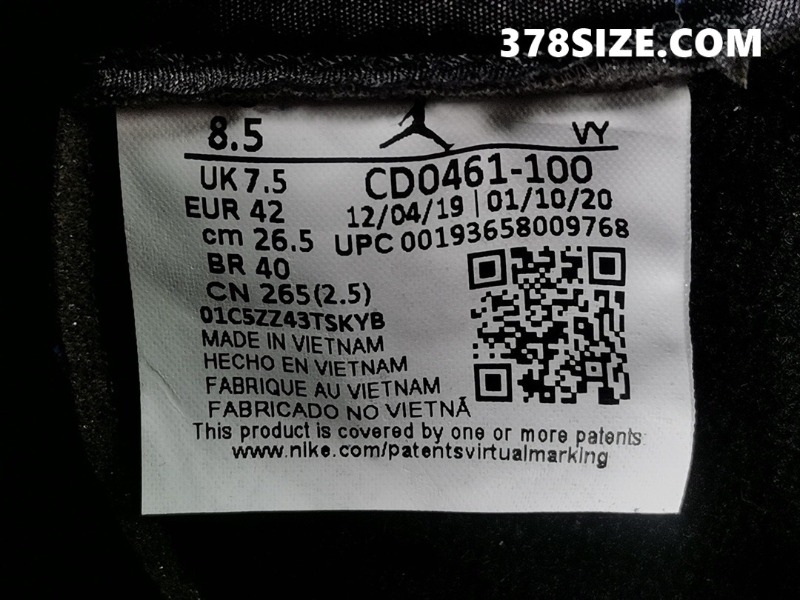 378SIZE.COM
8.5 VY
UK 7.5 CD0461-100
EUR 42 12/04/19 | 01/10/20
cm 26.5 UPC 00193658009768
BR 40
CN 265(2.5)
01C5ZZ43TSKYB
MADE IN VIETNAM
HECHO EN VIETNAM
FABRIQUE AU VIETNAM
FABRICADO NO VIETNÃ
This product is covered by one or more patents:
www.nike.com/patentsvirtualmarking